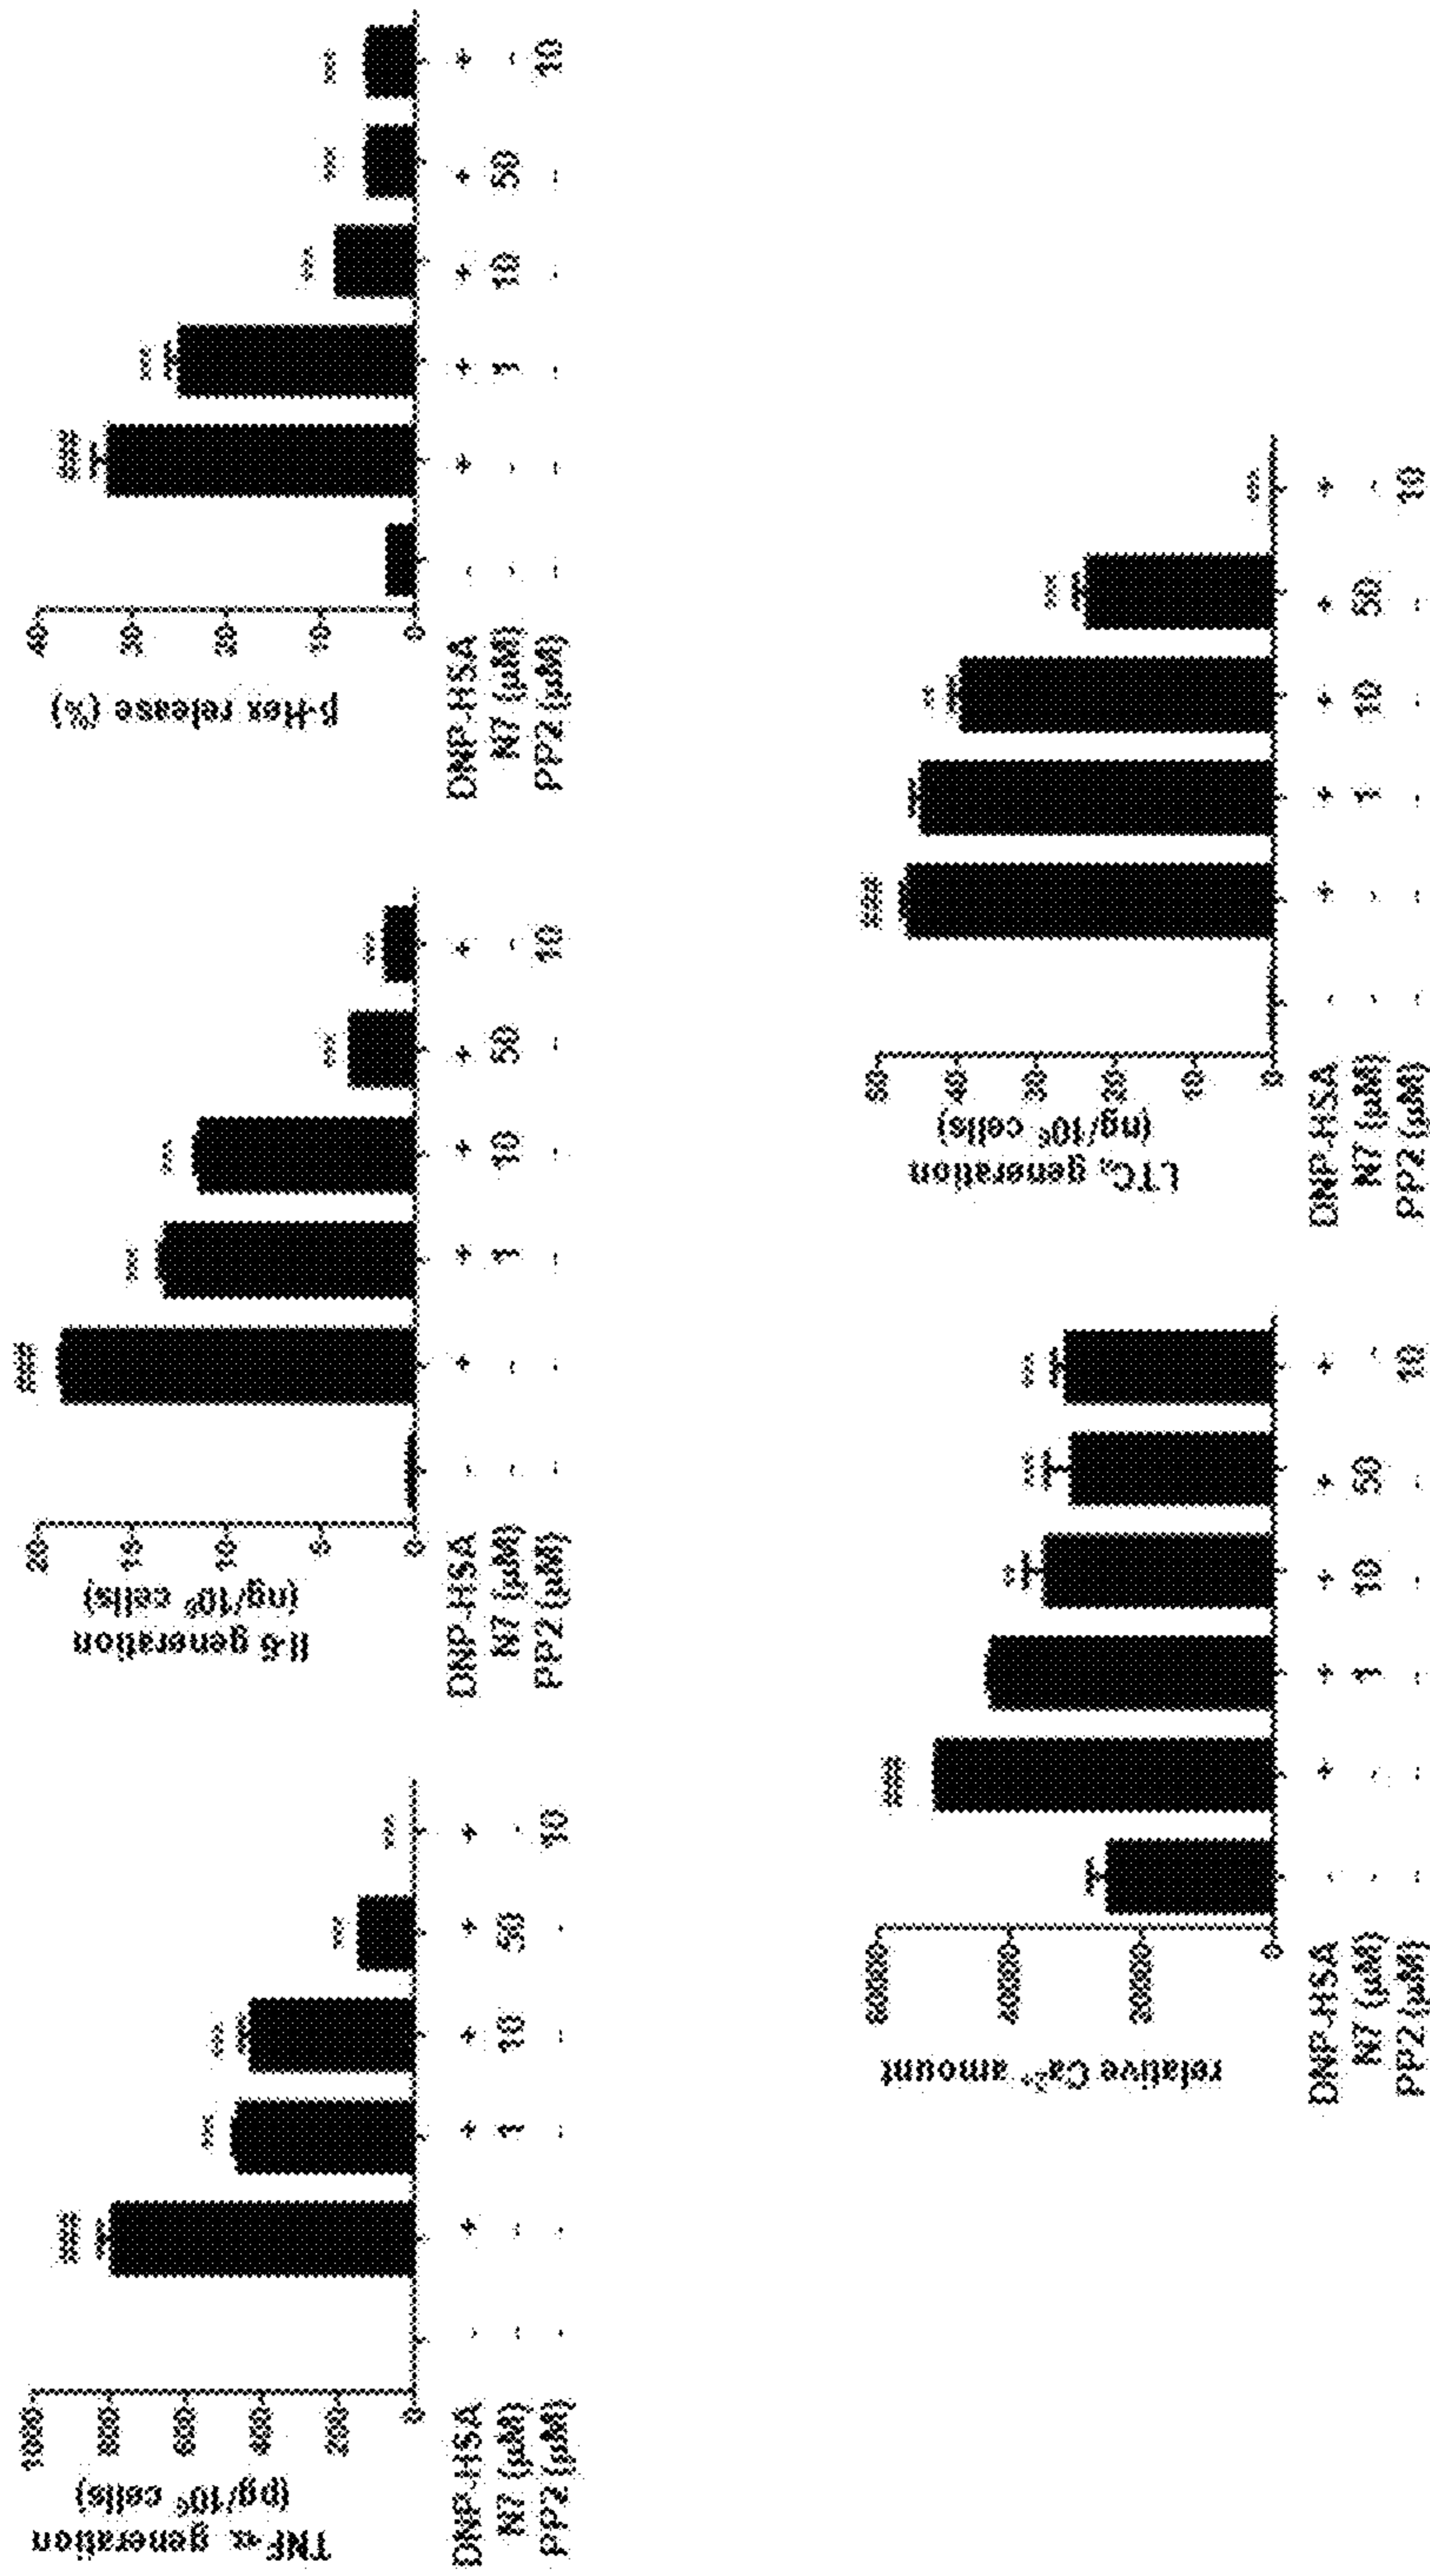 TNF-α generation
(pg/10⁶ cells)
1000
800
600
400
200
0
DNP-HSA - + + + + +
N7 (µM) - - 1 10 50 -
PP2 (µM) - - - - - 10
Il-6 generation
(ng/10⁶ cells)
20
15
10
5
0
DNP-HSA - + + + + +
N7 (µM) - - 1 10 50 -
PP2 (µM) - - - - - 10
β-Hex release (%)
40
30
20
10
0
DNP-HSA - + + + + +
N7 (µM) - - 1 10 50 -
PP2 (µM) - - - - - 10
relative Ca²⁺ amount
60000
40000
20000
0
DNP-HSA - + + + + +
N7 (µM) - - 1 10 50 -
PP2 (µM) - - - - - 10
LTC₄ generation
(ng/10⁶ cells)
50
40
30
20
10
0
DNP-HSA - + + + + +
N7 (µM) - - 1 10 50 -
PP2 (µM) - - - - - 10